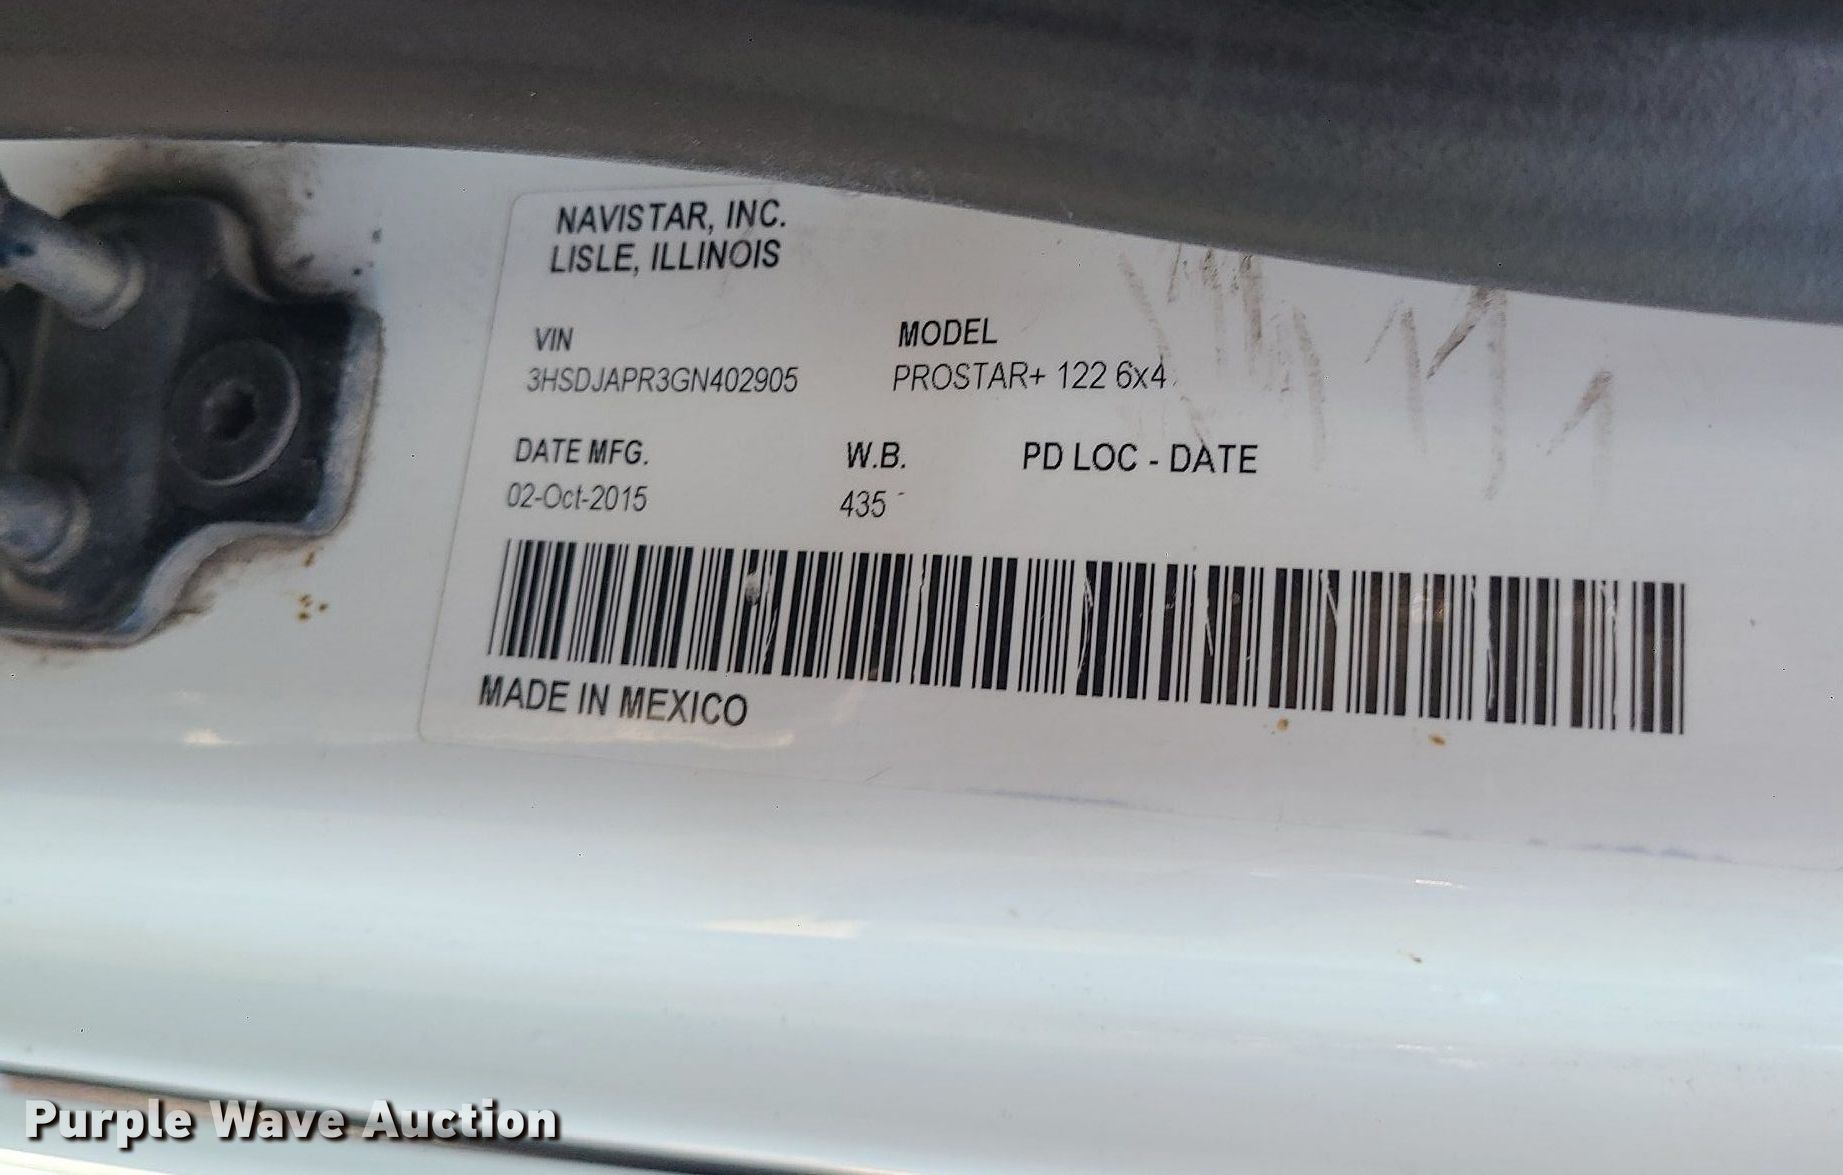 NAVISTAR, INC.
LISLE, ILLINOIS
VIN MODEL
3HSDJAPR3GN402905 PROSTAR+ 122 6x4
DATE MFG. W.B. PD LOC - DATE
02-Oct-2015 435
MADE IN MEXICO
Purple Wave Auction